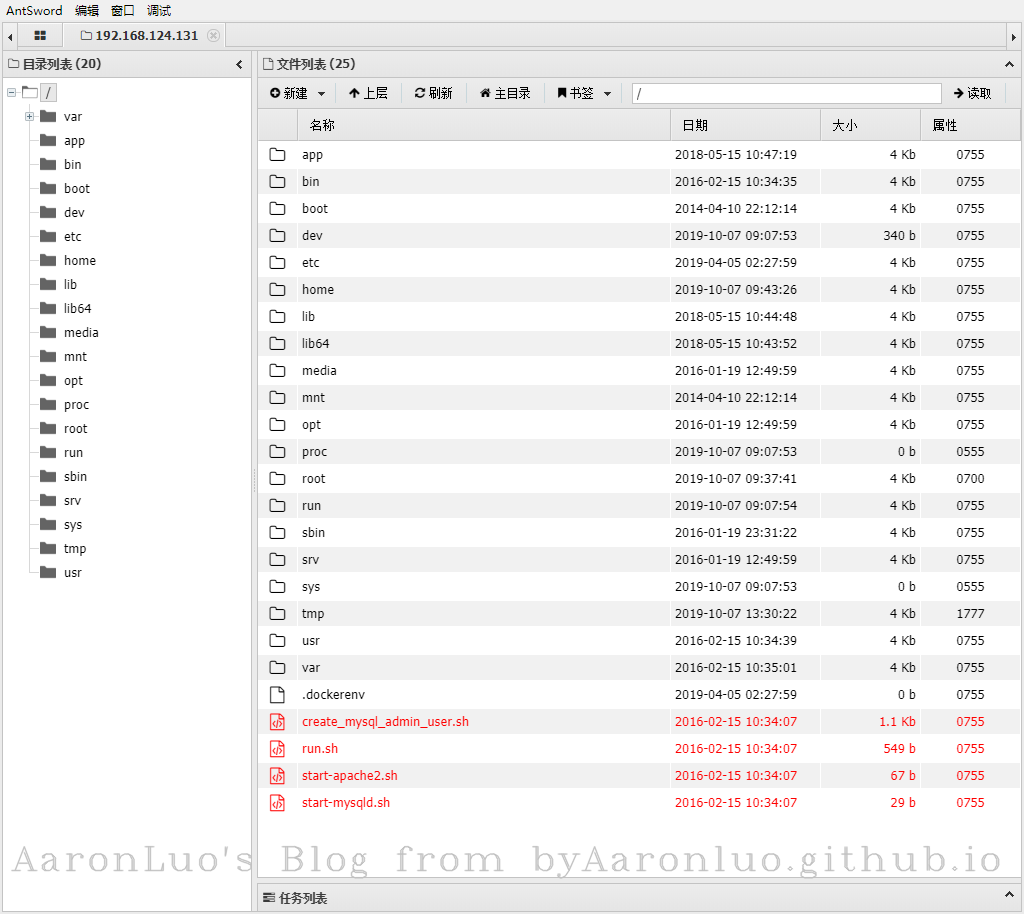 AntSword 编辑 窗口 调试
192.168.124.131
目录列表 (20)
/
var
app
bin
boot
dev
etc
home
lib
lib64
media
mnt
opt
proc
root
run
sbin
srv
sys
tmp
usr
文件列表 (25)
新建 上层 刷新 主目录 书签 / 读取
名称 日期 大小 属性
app 2018-05-15 10:47:19 4 Kb 0755
bin 2016-02-15 10:34:35 4 Kb 0755
boot 2014-04-10 22:12:14 4 Kb 0755
dev 2019-10-07 09:07:53 340 b 0755
etc 2019-04-05 02:27:59 4 Kb 0755
home 2019-10-07 09:43:26 4 Kb 0755
lib 2018-05-15 10:44:48 4 Kb 0755
lib64 2018-05-15 10:43:52 4 Kb 0755
media 2016-01-19 12:49:59 4 Kb 0755
mnt 2014-04-10 22:12:14 4 Kb 0755
opt 2016-01-19 12:49:59 4 Kb 0755
proc 2019-10-07 09:07:53 0 b 0555
root 2019-10-07 09:37:41 4 Kb 0700
run 2019-10-07 09:07:54 4 Kb 0755
sbin 2016-01-19 23:31:22 4 Kb 0755
srv 2016-01-19 12:49:59 4 Kb 0755
sys 2019-10-07 09:07:53 0 b 0555
tmp 2019-10-07 13:30:22 4 Kb 1777
usr 2016-02-15 10:34:39 4 Kb 0755
var 2016-02-15 10:35:01 4 Kb 0755
.dockerenv 2019-04-05 02:27:59 0 b 0755
create_mysql_admin_user.sh 2016-02-15 10:34:07 1.1 Kb 0755
run.sh 2016-02-15 10:34:07 549 b 0755
start-apache2.sh 2016-02-15 10:34:07 67 b 0755
start-mysqld.sh 2016-02-15 10:34:07 29 b 0755
AaronLuo's Blog from byAaronluo.github.io
任务列表